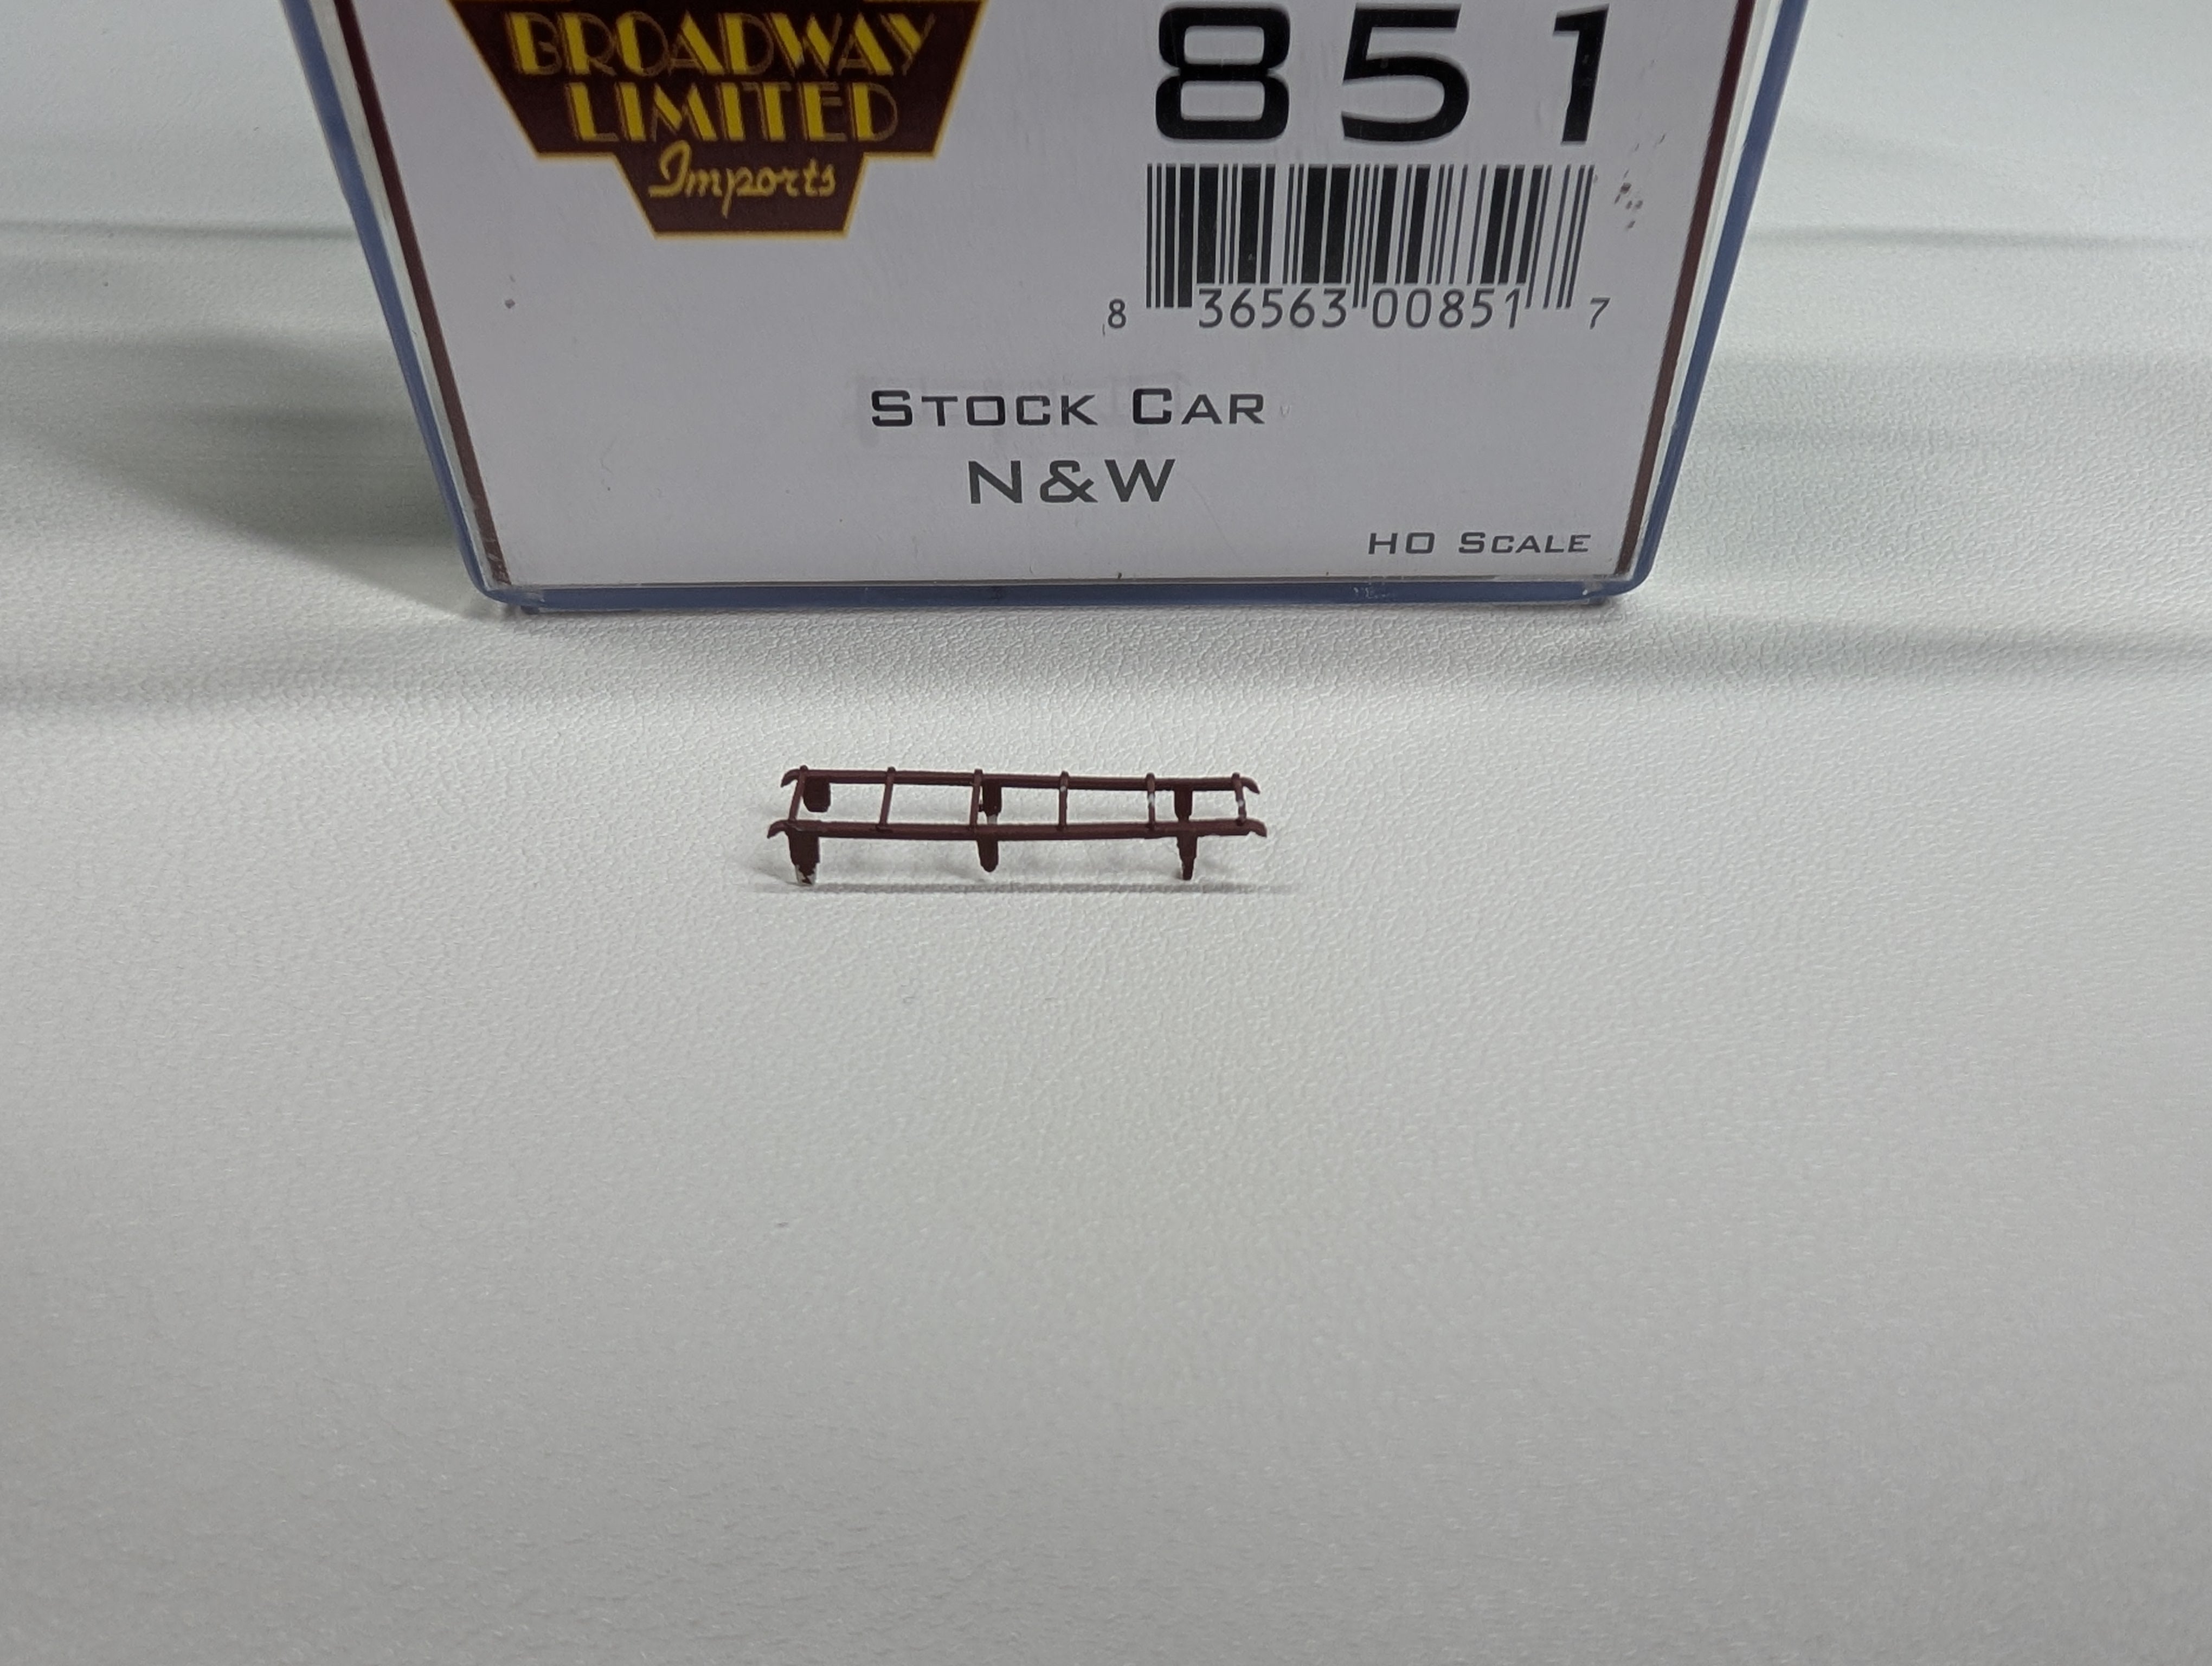 BROADWAY
LIMITED
Imports
851
8 36563 00851 7
STOCK CAR
N&W
HO SCALE